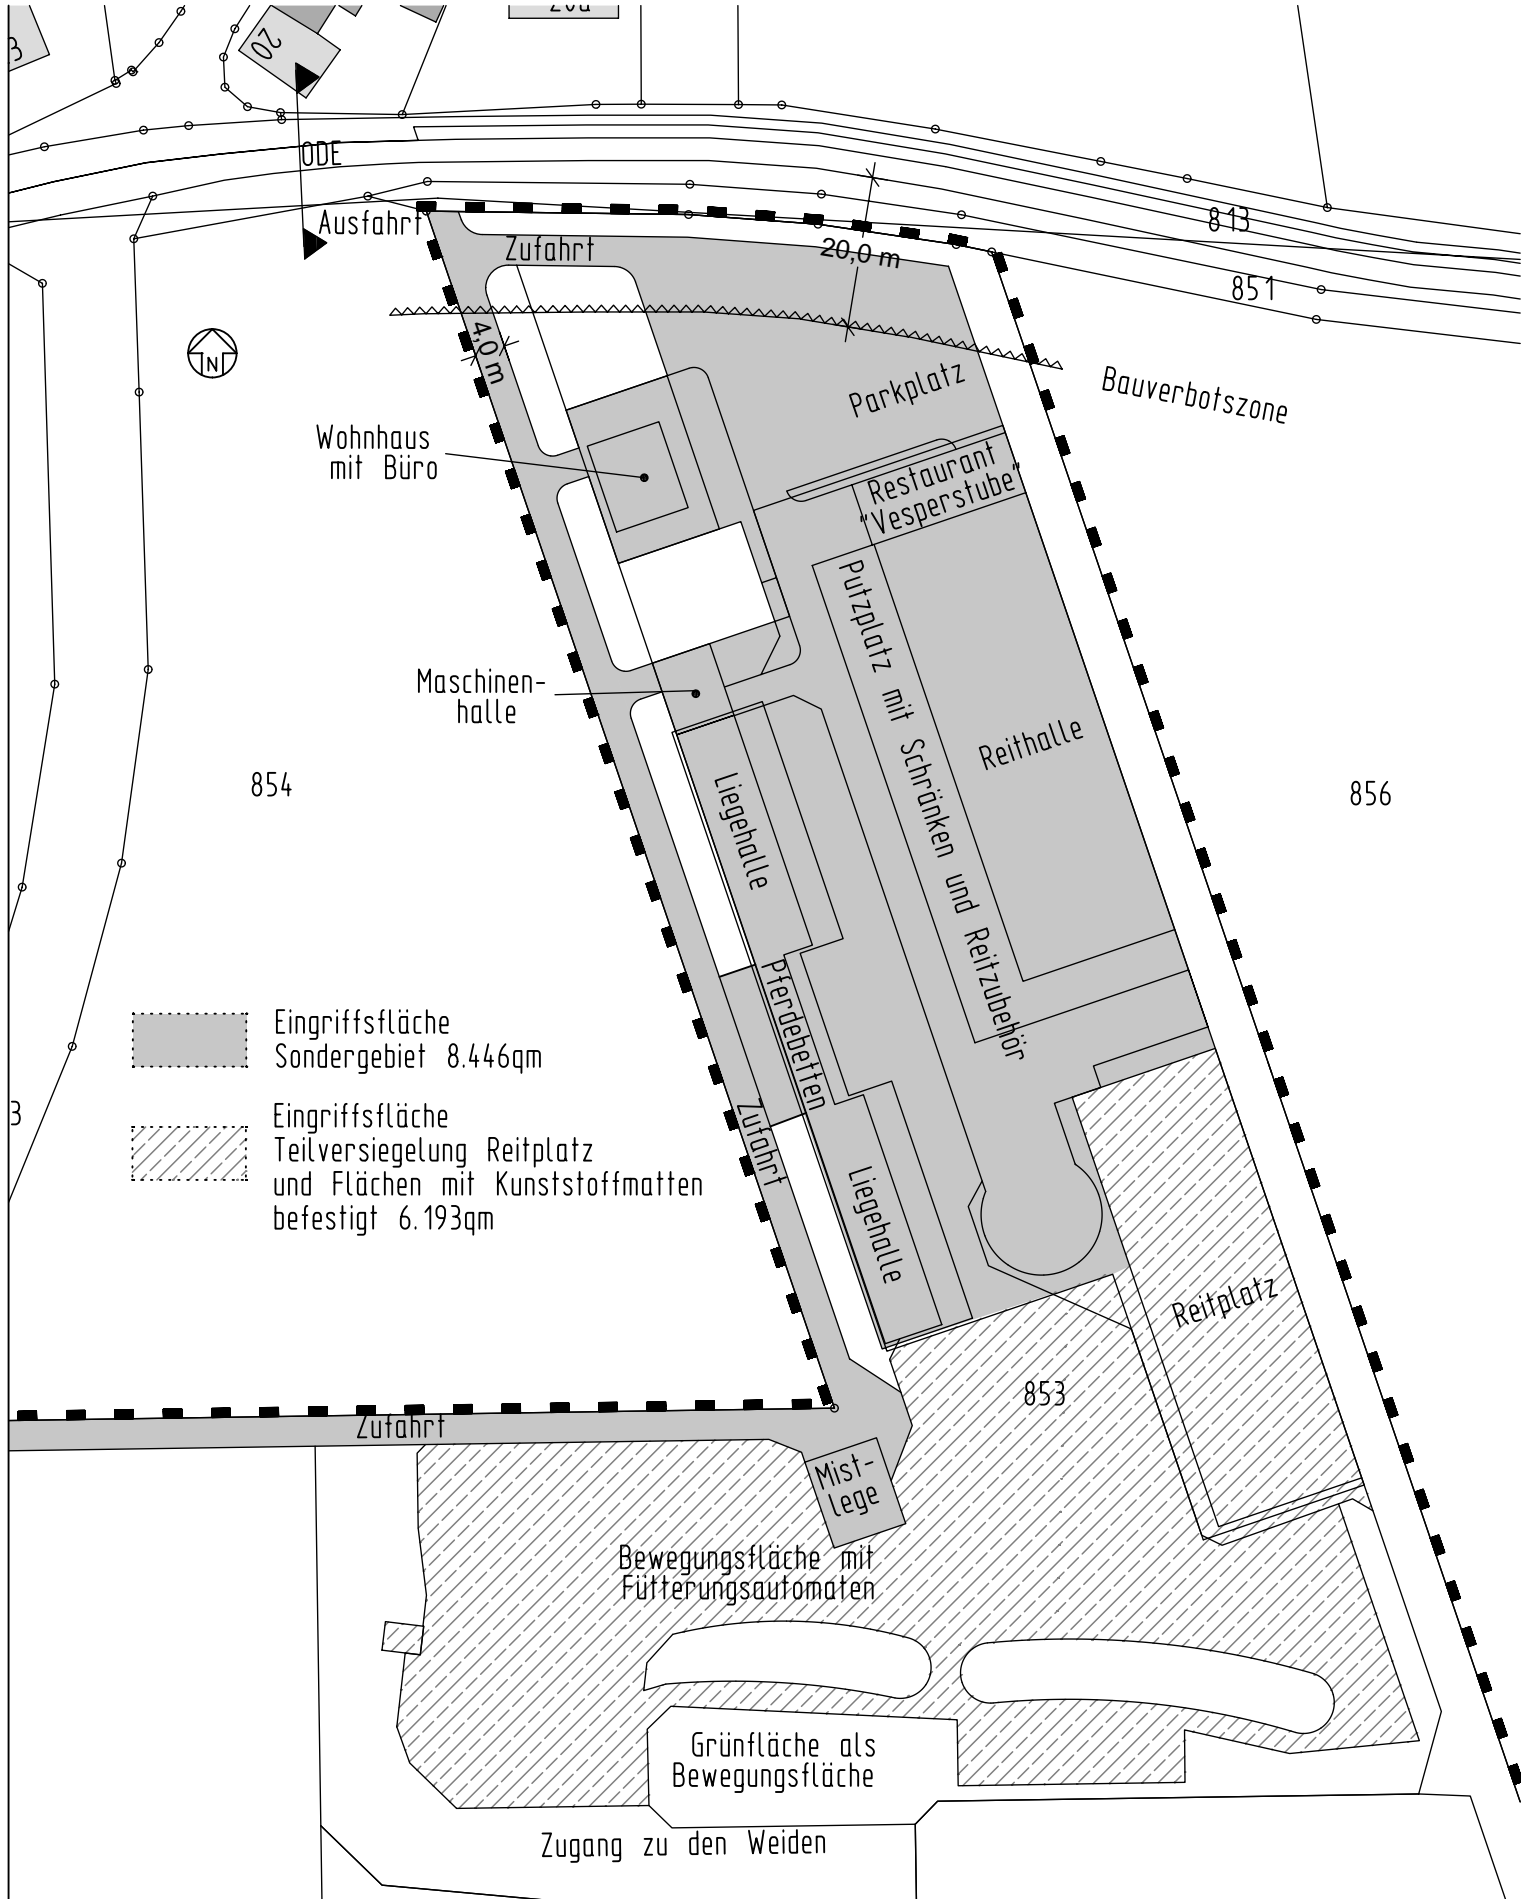 20a
20
3
ODE
Ausfahrt
Zufahrt
813
20,0 m
851
4,0 m
N
Parkplatz
Bauverbotszone
Wohnhaus
mit Büro
Restaurant
"Vesperstube"
Putzplatz mit Schränken und Reitzubehör
Maschinen-
halle
Reithalle
854
856
Liegehalle
Pferdebetten
Eingriffsfläche
Sondergebiet 8.446qm
3
Eingriffsfläche
Teilversiegelung Reitplatz
und Flächen mit Kunststoffmatten
befestigt 6.193qm
Zufahrt
Liegehalle
Reitplatz
853
Zufahrt
Mist-
lege
Bewegungsfläche mit
Fütterungsautomaten
Grünfläche als
Bewegungsfläche
Zugang zu den Weiden